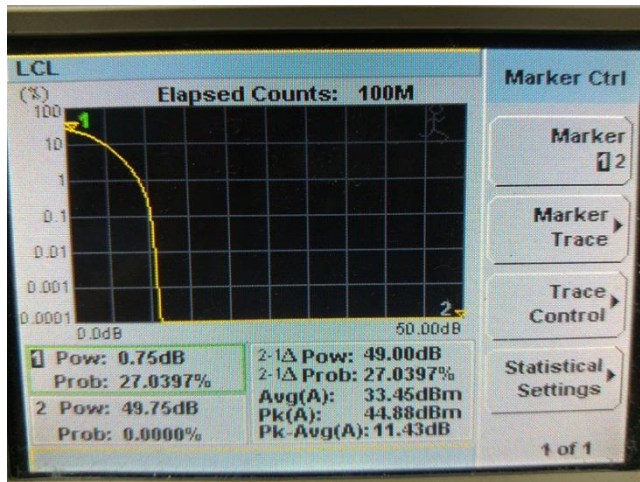 LCL
Marker Ctrl
(%)
Elapsed Counts: 100M
100
1
10
1
0.1
0.01
0.001
0.0001
2
0.0dB
50.00dB
Marker
1 2
Marker
Trace
Trace
Control
Statistical
Settings
1 of 1
1 Pow: 0.75dB
Prob: 27.0397%
2 Pow: 49.75dB
Prob: 0.0000%
2-1Δ Pow: 49.00dB
2-1Δ Prob: 27.0397%
Avg(A): 33.45dBm
Pk(A): 44.88dBm
Pk-Avg(A): 11.43dB